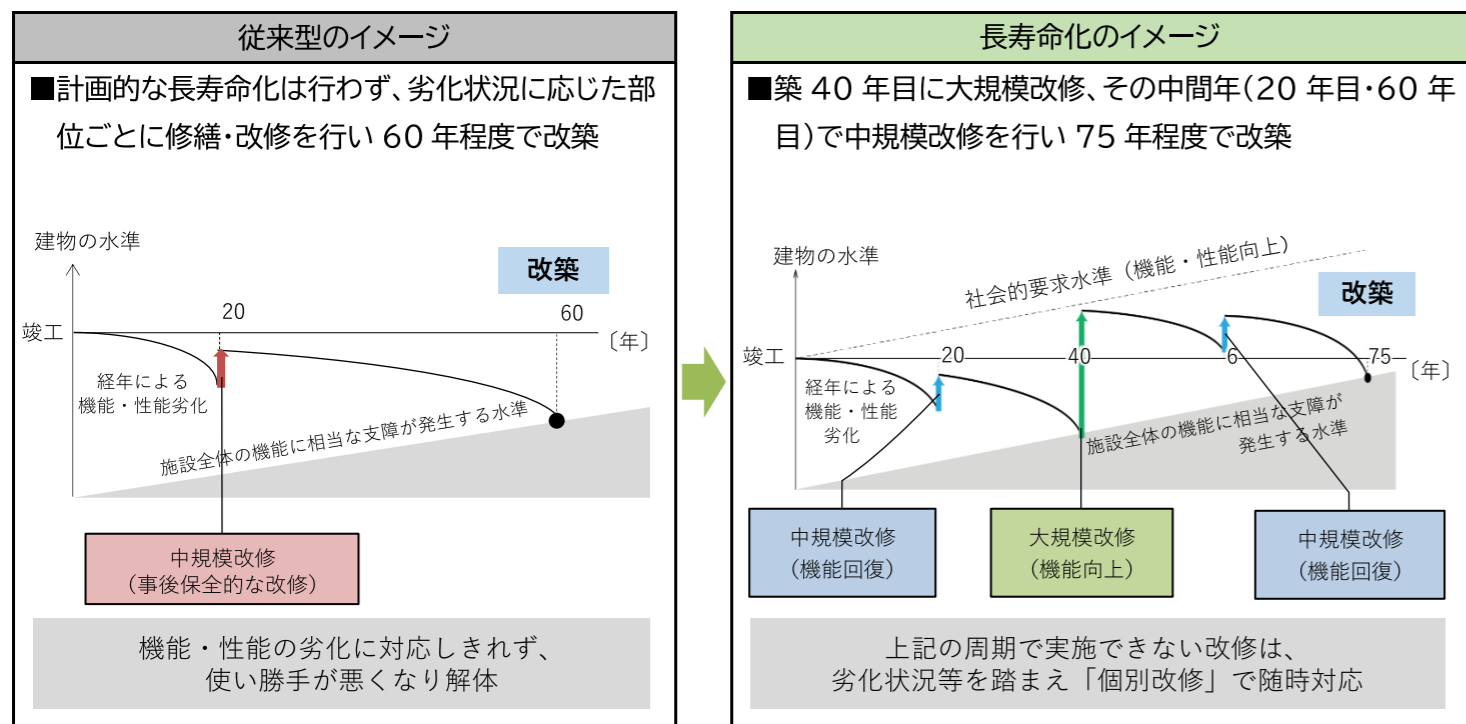 従来型のイメージ
■計画的な長寿命化は行わず、劣化状況に応じた部
位ごとに修繕・改修を行い 60 年程度で改築
建物の水準
改築
20
60
竣工
〔年〕
経年による
機能・性能劣化
施設全体の機能に相当な支障が発生する水準
中規模改修
（事後保全的な改修）
機能・性能の劣化に対応しきれず、
使い勝手が悪くなり解体
長寿命化のイメージ
■築 40 年目に大規模改修、その中間年（20 年目・60 年
目）で中規模改修を行い 75 年程度で改築
建物の水準
社会的要求水準（機能・性能向上）
改築
竣工
20
40
6
75
〔年〕
経年による
機能・性能
劣化
施設全体の機能に相当な支障が
発生する水準
中規模改修
（機能回復）
大規模改修
（機能向上）
中規模改修
（機能回復）
上記の周期で実施できない改修は、
劣化状況等を踏まえ「個別改修」で随時対応